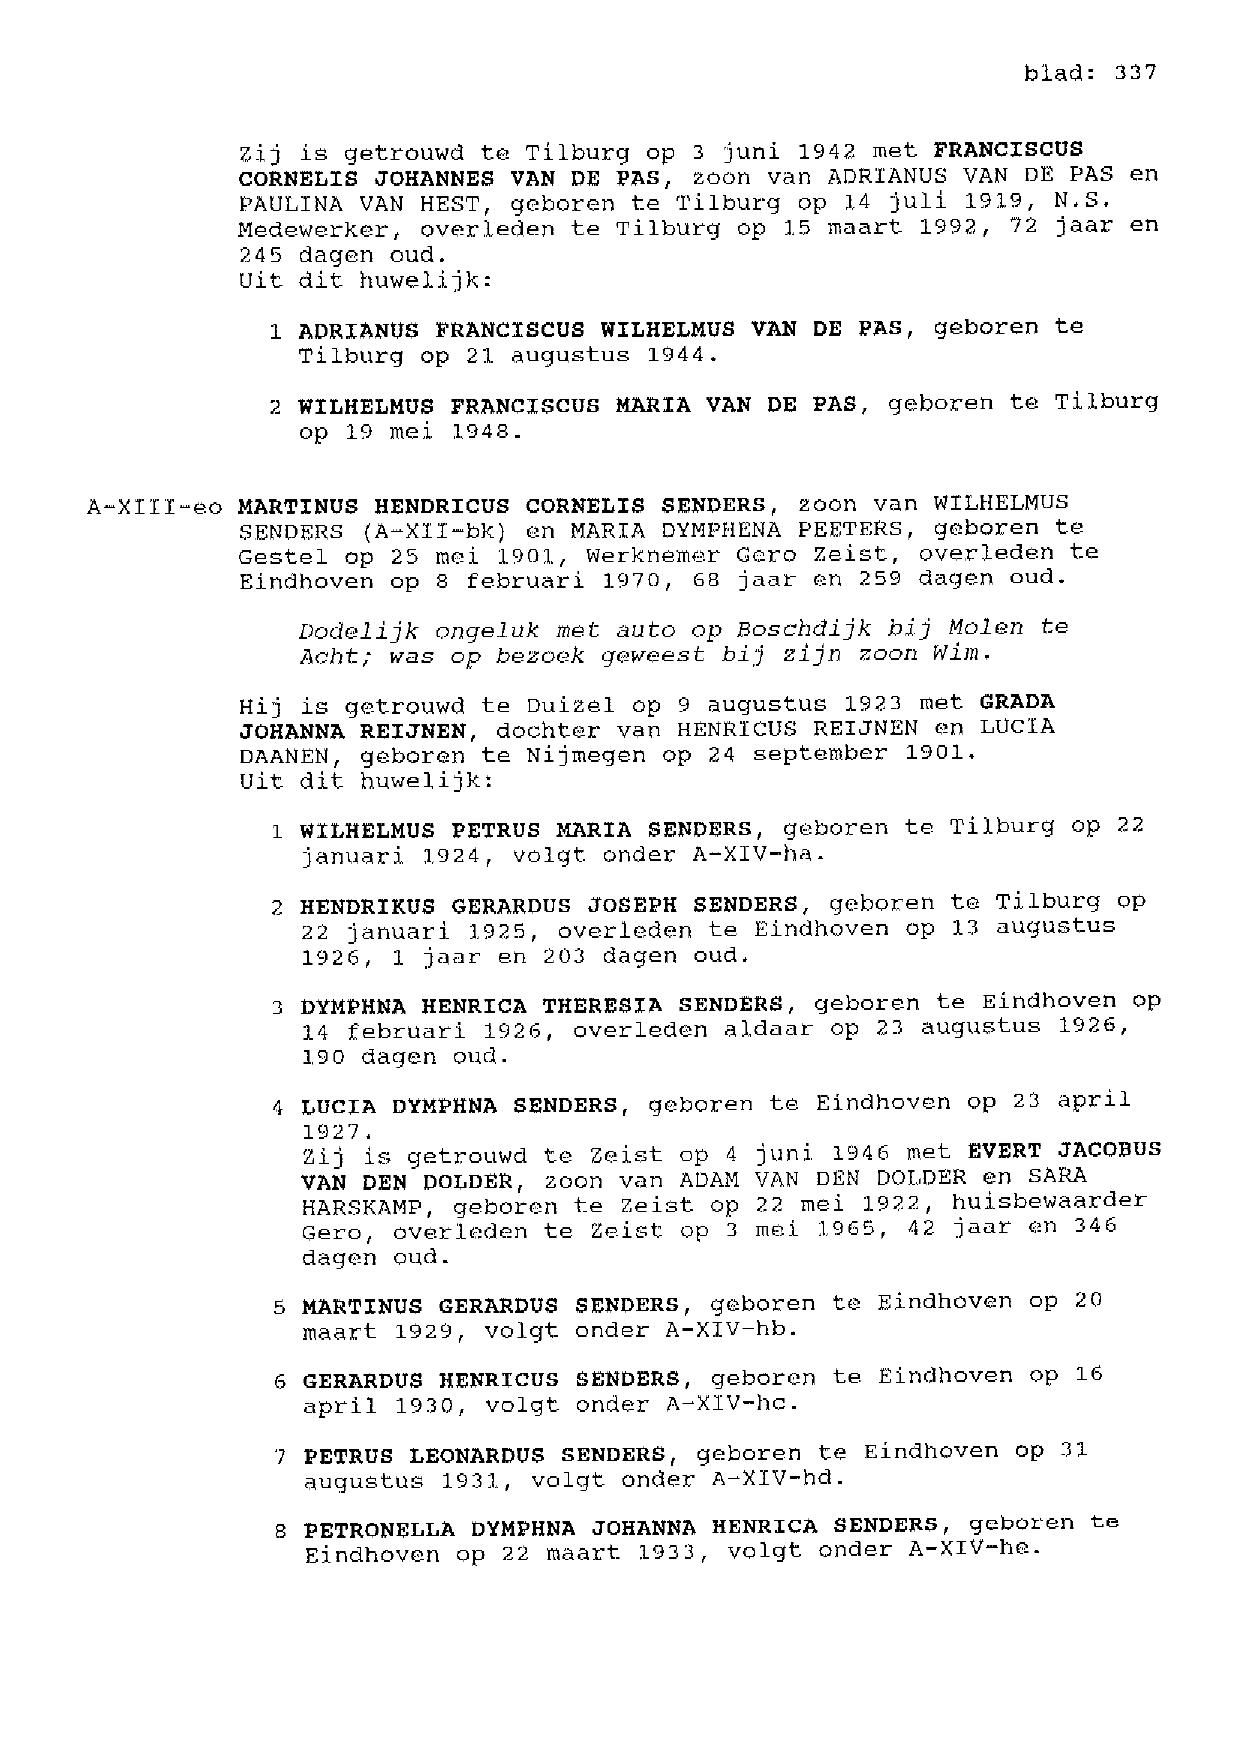 blad: 337
Zij is getrouwd te Tilburg op 3 juni 1942 met FRANCISCUS
CORNELIS JOHANNES VAN DE PAS, zoon van ADRIANUS VAN DE PAS en
PAULINA VAN HEST, geboren te Tilburg op 14 juli 1919, N.S.
Medewerker, overleden te Tilburg op 15 maart 1992, 72 jaar en
245 dagen oud.
Uit dit huwelijk:
1 ADRIANUS FRANCISCUS WILHELMUS VAN DE PAS, geboren te
Tilburg op 21 augustus 1944.
2 WILHELMUS FRANCISCUS MARIA VAN DE PAS, geboren te Tilburg
op 19 mei 1948.
A-XIII-eo MARTINUS HENDRICUS CORNELIS SENDERS, zoon van WILHELMUS
SENDERS (A-XII-bk) en MARIA DYMPHENA PEETERS, geboren te
Gestel op 25 mei 1901, Werknemer Gero Zeist, overleden te
Eindhoven op 8 februari 1970, 68 jaar en 259 dagen oud.
Dodelijk ongeluk met auto op Boschdijk bij Molen te
Acht; was op bezoek geweest bij zijn zoon Wim.
Hij is getrouwd te Duizel op 9 augustus 1923 met GRADA
JOHANNA REIJNEN, dochter van HENRICUS REIJNEN en LUCIA
DAANEN, geboren te Nijmegen op 24 september 1901.
Uit dit huwelijk:
1 WILHELMUS PETRUS MARIA SENDERS, geboren te Tilburg op 22
januari 1924, volgt onder A-XIV-ha.
2 HENDRIKUS GERARDUS JOSEPH SENDERS, geboren te Tilburg op
22 januari 1925, overleden te Eindhoven op 13 augustus
1926, 1 jaar en 203 dagen oud.
3 DYMPHNA HENRICA THERESIA SENDERS, geboren te Eindhoven op
14 februari 1926, overleden aldaar op 23 augustus 1926,
190 dagen oud.
4 LUCIA DYMPHNA SENDERS, geboren te Eindhoven op 23 april
1927.
Zij is getrouwd te Zeist op 4 juni 1946 met EVERT JACOBUS
VAN DEN DOLDER, zoon van ADAM VAN DEN DOLDER en SARA
HARSKAMP, geboren te Zeist op 22 mei 1922, huisbewaarder
Gero, overleden te Zeist op 3 mei 1965, 42 jaar en 346
dagen oud.
5 MARTINUS GERARDUS SENDERS, geboren te Eindhoven op 20
maart 1929, volgt onder A-XIV-hb.
6 GERARDUS HENRICUS SENDERS, geboren te Eindhoven op 16
april 1930, volgt onder A-XIV-hc.
7 PETRUS LEONARDUS SENDERS, geboren te Eindhoven op 31
augustus 1931, volgt onder A-XIV-hd.
8 PETRONELLA DYMPHNA JOHANNA HENRICA SENDERS, geboren te
Eindhoven op 22 maart 1933, volgt onder A-XIV-he.